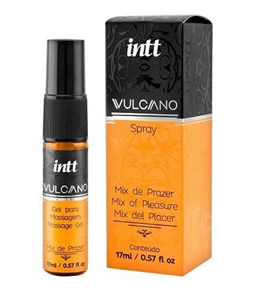 intt
VULCANO
Spray
Mix de Prazer
Mix of Pleasure
Mix del Placer
Conteúdo
17ml / 0.57 fl oz
intt
VULCANO
Gel para
Massagem
Massage Gel
Mix de Prazer
17ml / 0.57 fl oz